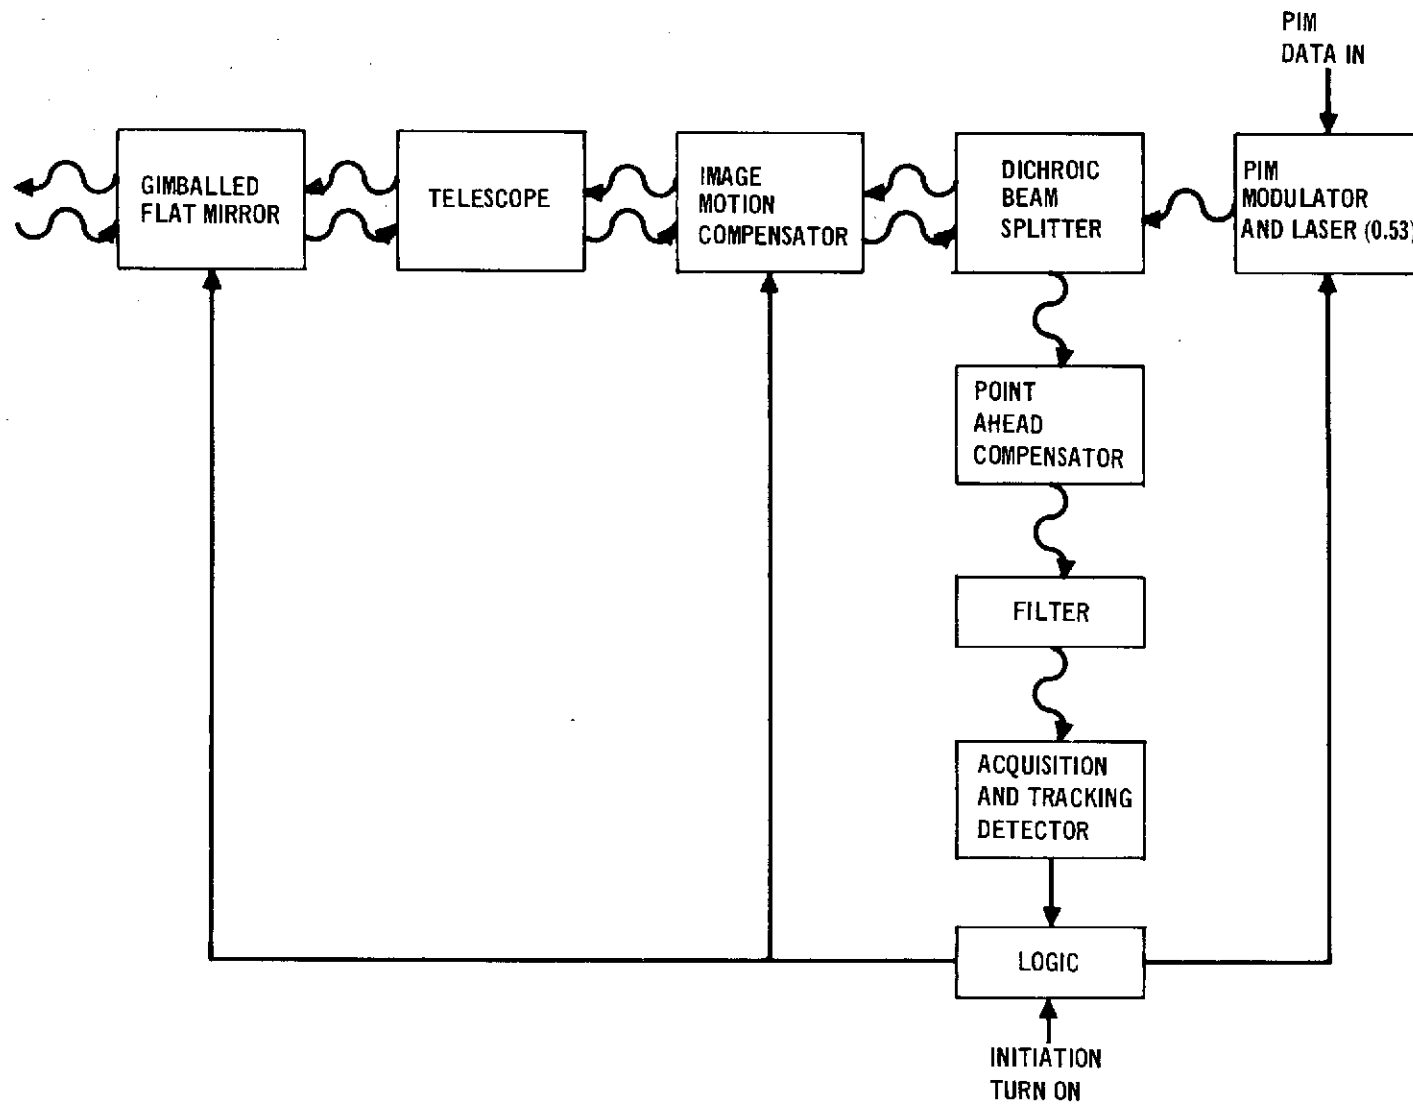 PIM
DATA IN
GIMBALLED
FLAT MIRROR
TELESCOPE
IMAGE
MOTION
COMPENSATOR
DICHROIC
BEAM
SPLITTER
PIM
MODULATOR
AND LASER (0.53)
POINT
AHEAD
COMPENSATOR
FILTER
ACQUISITION
AND TRACKING
DETECTOR
LOGIC
INITIATION
TURN ON